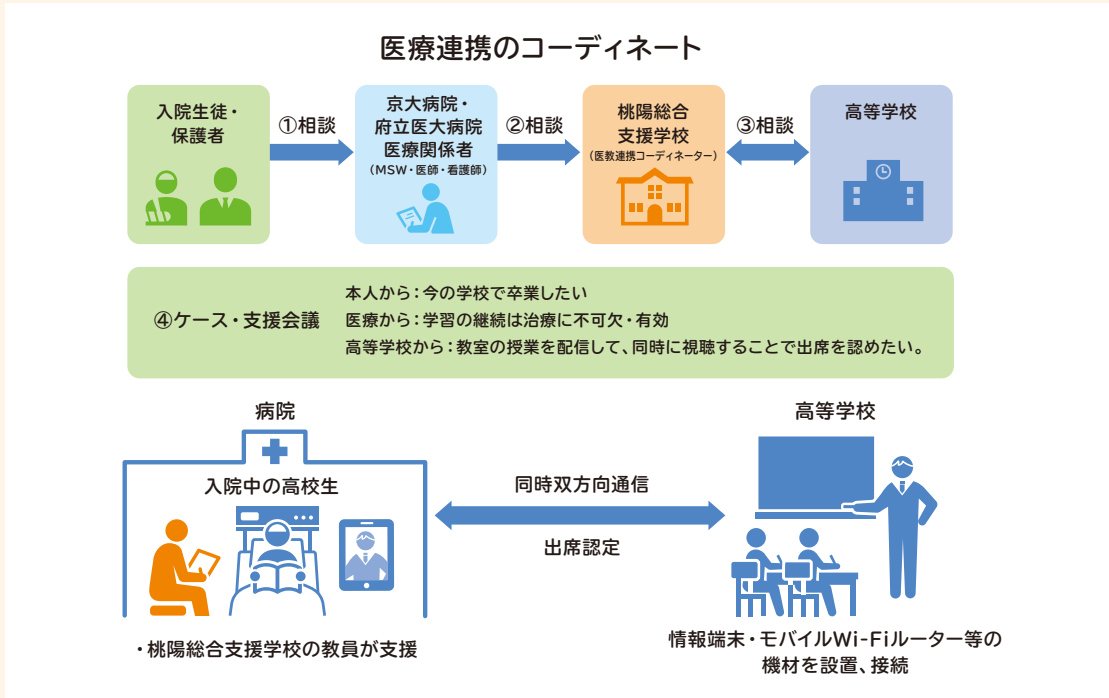 医療連携のコーディネート
入院生徒・
保護者
①相談
京大病院・
府立医大病院
医療関係者
(MSW・医師・看護師)
②相談
桃陽総合
支援学校
(医教連携コーディネーター)
③相談
高等学校
④ケース・支援会議
本人から：今の学校で卒業したい
医療から：学習の継続は治療に不可欠・有効
高等学校から：教室の授業を配信して、同時に視聴することで出席を認めたい。
病院
入院中の高校生
・桃陽総合支援学校の教員が支援
同時双方向通信
出席認定
高等学校
情報端末・モバイルWi-Fiルーター等の
機材を設置、接続